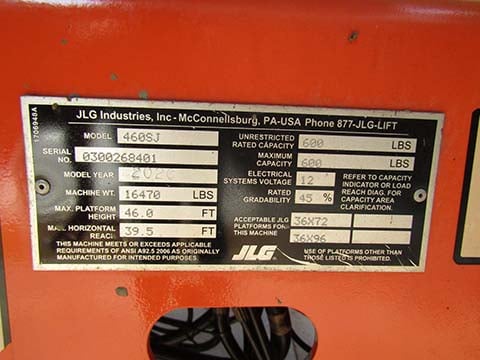 1706948A
JLG Industries, Inc - McConnellsburg, PA-USA Phone 877-JLG-LIFT
MODEL 460SJ
SERIAL NO. 0300268401
MODEL YEAR
MACHINE WT. 16470 LBS
MAX. PLATFORM HEIGHT 46.0 FT
MAX. HORIZONTAL REACH 39.5 FT
THIS MACHINE MEETS OR EXCEEDS APPLICABLE
REQUIREMENTS OF ANSI A92.5 2006 AS ORIGINALLY
MANUFACTURED FOR INTENDED PURPOSES.
UNRESTRICTED RATED CAPACITY 600 LBS
MAXIMUM CAPACITY 600 LBS
ELECTRICAL SYSTEMS VOLTAGE 12
RATED GRADABILITY 45 %
REFER TO CAPACITY
INDICATOR OR LOAD
REACH DIAG. FOR
CAPACITY AREA
CLARIFICATION.
ACCEPTABLE JLG
PLATFORMS FOR
THIS MACHINE
36X72
36X96
JLG
USE OF PLATFORMS OTHER THAN
THOSE LISTED IS PROHIBITED.